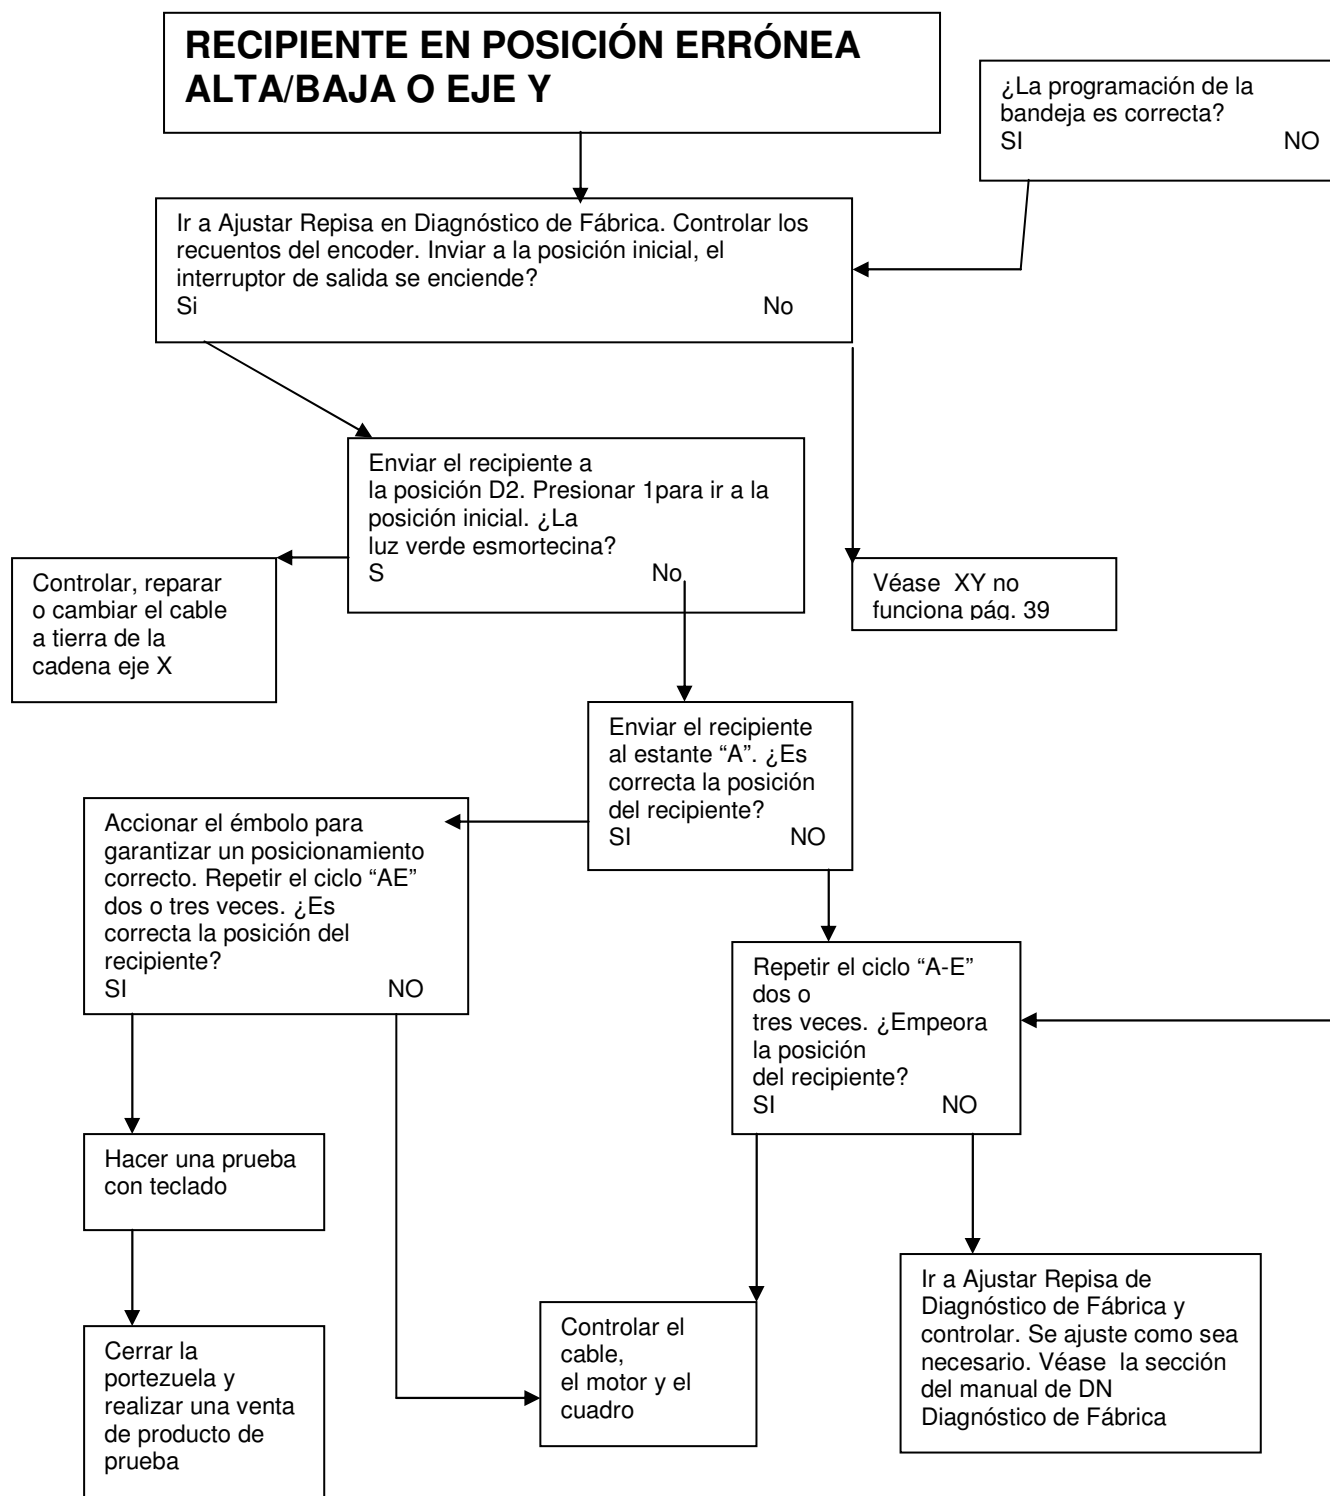 RECIPIENTE EN POSICIÓN ERRÓNEA
ALTA/BAJA O EJE Y
¿La programación de la
bandeja es correcta?
SI NO
Ir a Ajustar Repisa en Diagnóstico de Fábrica. Controlar los
recuentos del encoder. Inviar a la posición inicial, el
interruptor de salida se enciende?
Si No
Enviar el recipiente a
la posición D2. Presionar 1para ir a la
posición inicial. ¿La
luz verde esmortecina?
S No
Controlar, reparar
o cambiar el cable
a tierra de la
cadena eje X
Véase XY no
funciona pág. 39
Enviar el recipiente
al estante “A”. ¿Es
correcta la posición
del recipiente?
SI NO
Accionar el émbolo para
garantizar un posicionamiento
correcto. Repetir el ciclo “AE”
dos o tres veces. ¿Es
correcta la posición del
recipiente?
SI NO
Repetir el ciclo “A-E”
dos o
tres veces. ¿Empeora
la posición
del recipiente?
SI NO
Hacer una prueba
con teclado
Ir a Ajustar Repisa de
Diagnóstico de Fábrica y
controlar. Se ajuste como sea
necesario. Véase la sección
del manual de DN
Diagnóstico de Fábrica
Controlar el
cable,
el motor y el
cuadro
Cerrar la
portezuela y
realizar una venta
de producto de
prueba